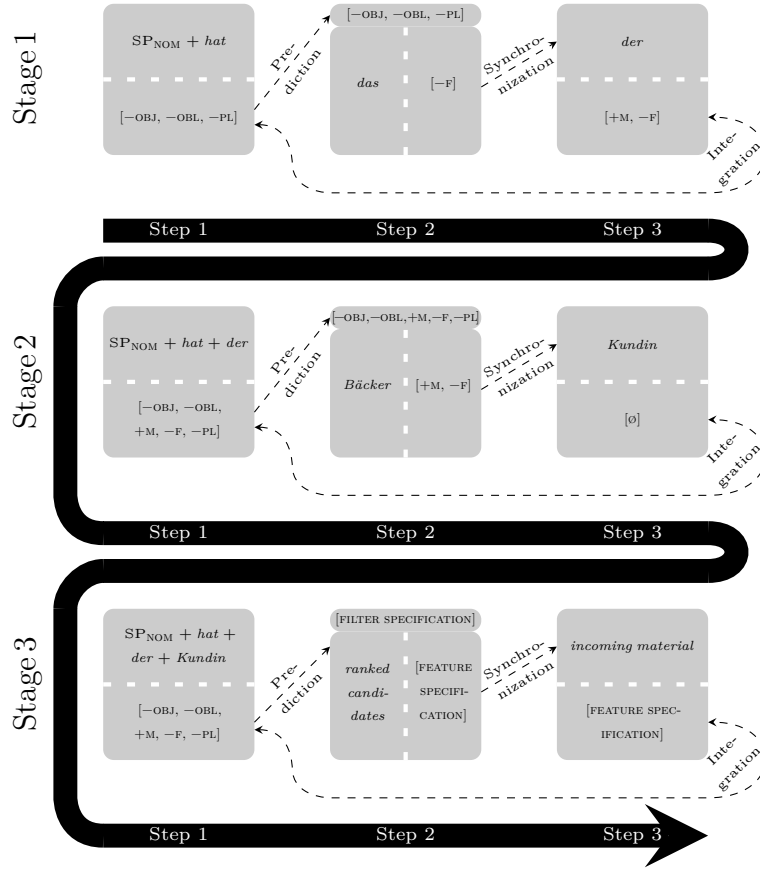 Stage 1
SP_NOM + hat
[−OBJ, −OBL, −PL]
Pre-
diction
[−OBJ, −OBL, −PL]
das
[−F]
Synchro-
nization
der
[+M, −F]
Inte-
gration
Step 1
Step 2
Step 3
Stage 2
SP_NOM + hat + der
[−OBJ, −OBL,
+M, −F, −PL]
Pre-
diction
[−OBJ,−OBL,+M,−F,−PL]
Bäcker
[+M, −F]
Synchro-
nization
Kundin
[Ø]
Inte-
gration
Step 1
Step 2
Step 3
Stage 3
SP_NOM + hat +
der + Kundin
[−OBJ, −OBL,
+M, −F, −PL]
Pre-
diction
[FILTER SPECIFICATION]
ranked
candi-
dates
[FEATURE
SPECIFI-
CATION]
Synchro-
nization
incoming material
[FEATURE SPEC-
IFICATION]
Inte-
gration
Step 1
Step 2
Step 3